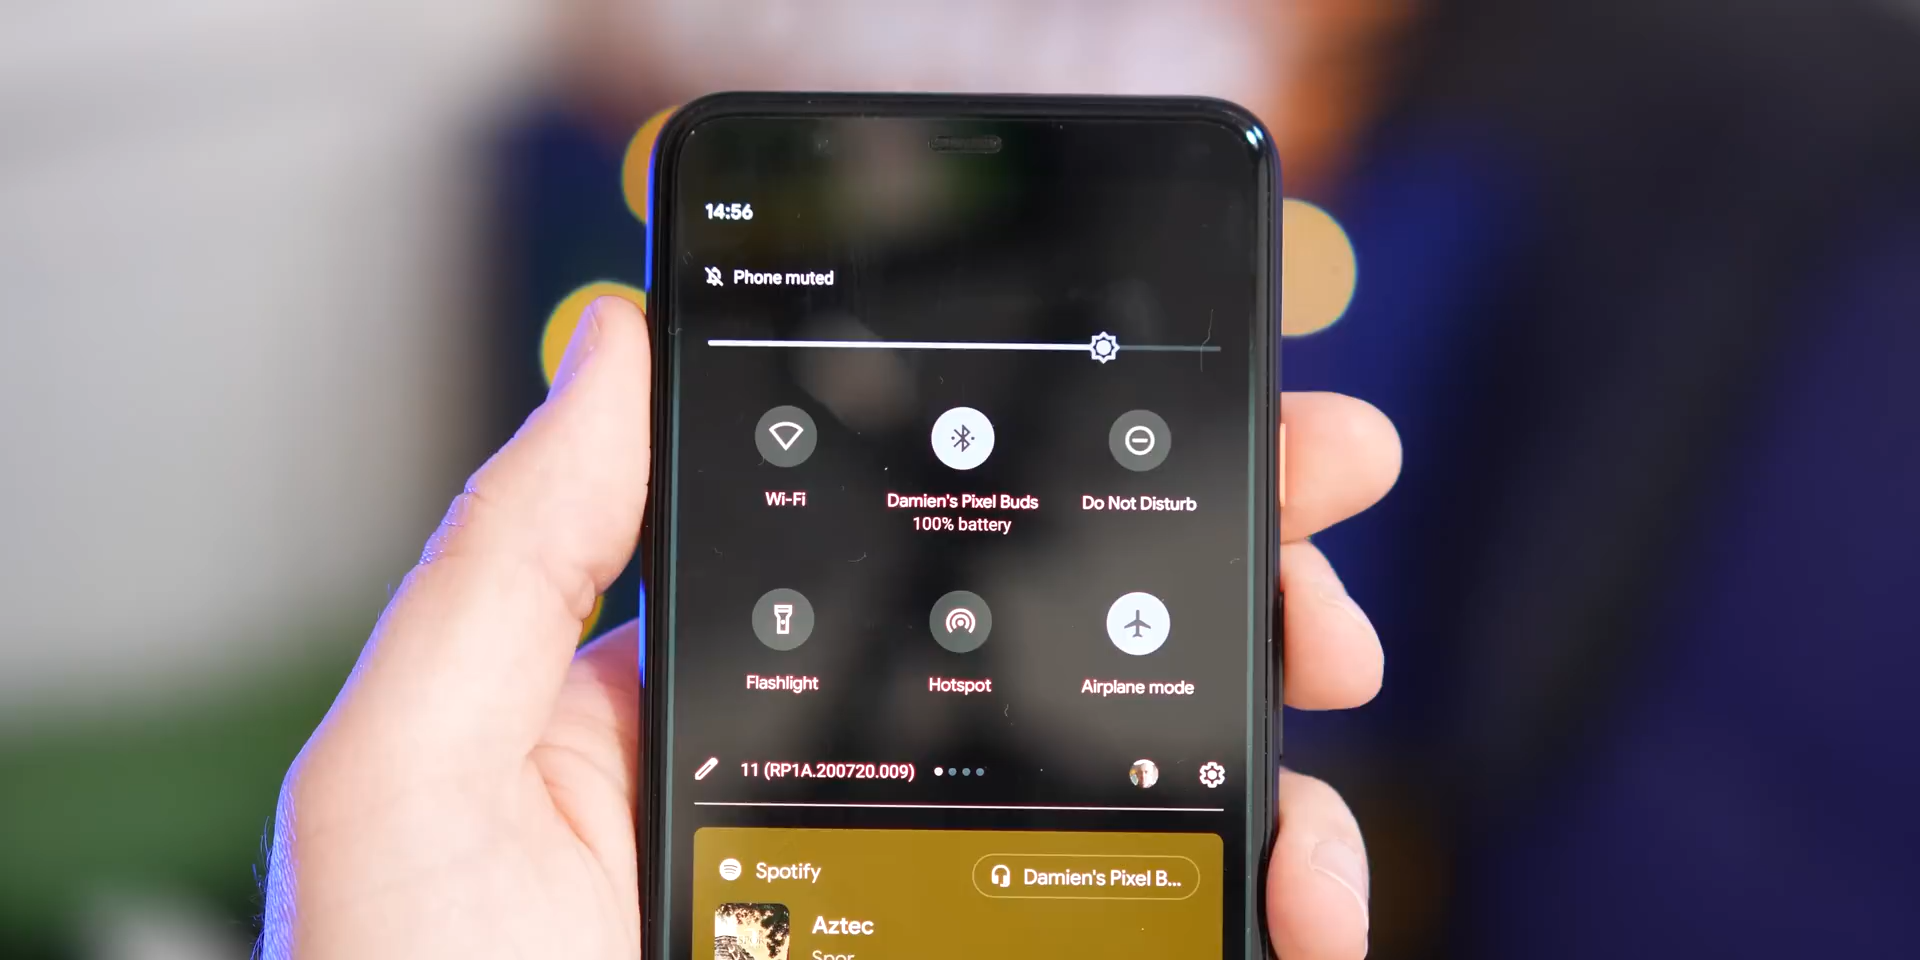 14:56
Phone muted
Wi-Fi
Damien's Pixel Buds
100% battery
Do Not Disturb
Flashlight
Hotspot
Airplane mode
11 (RP1A.200720.009)
Spotify
Damien's Pixel B...
Aztec
Spor